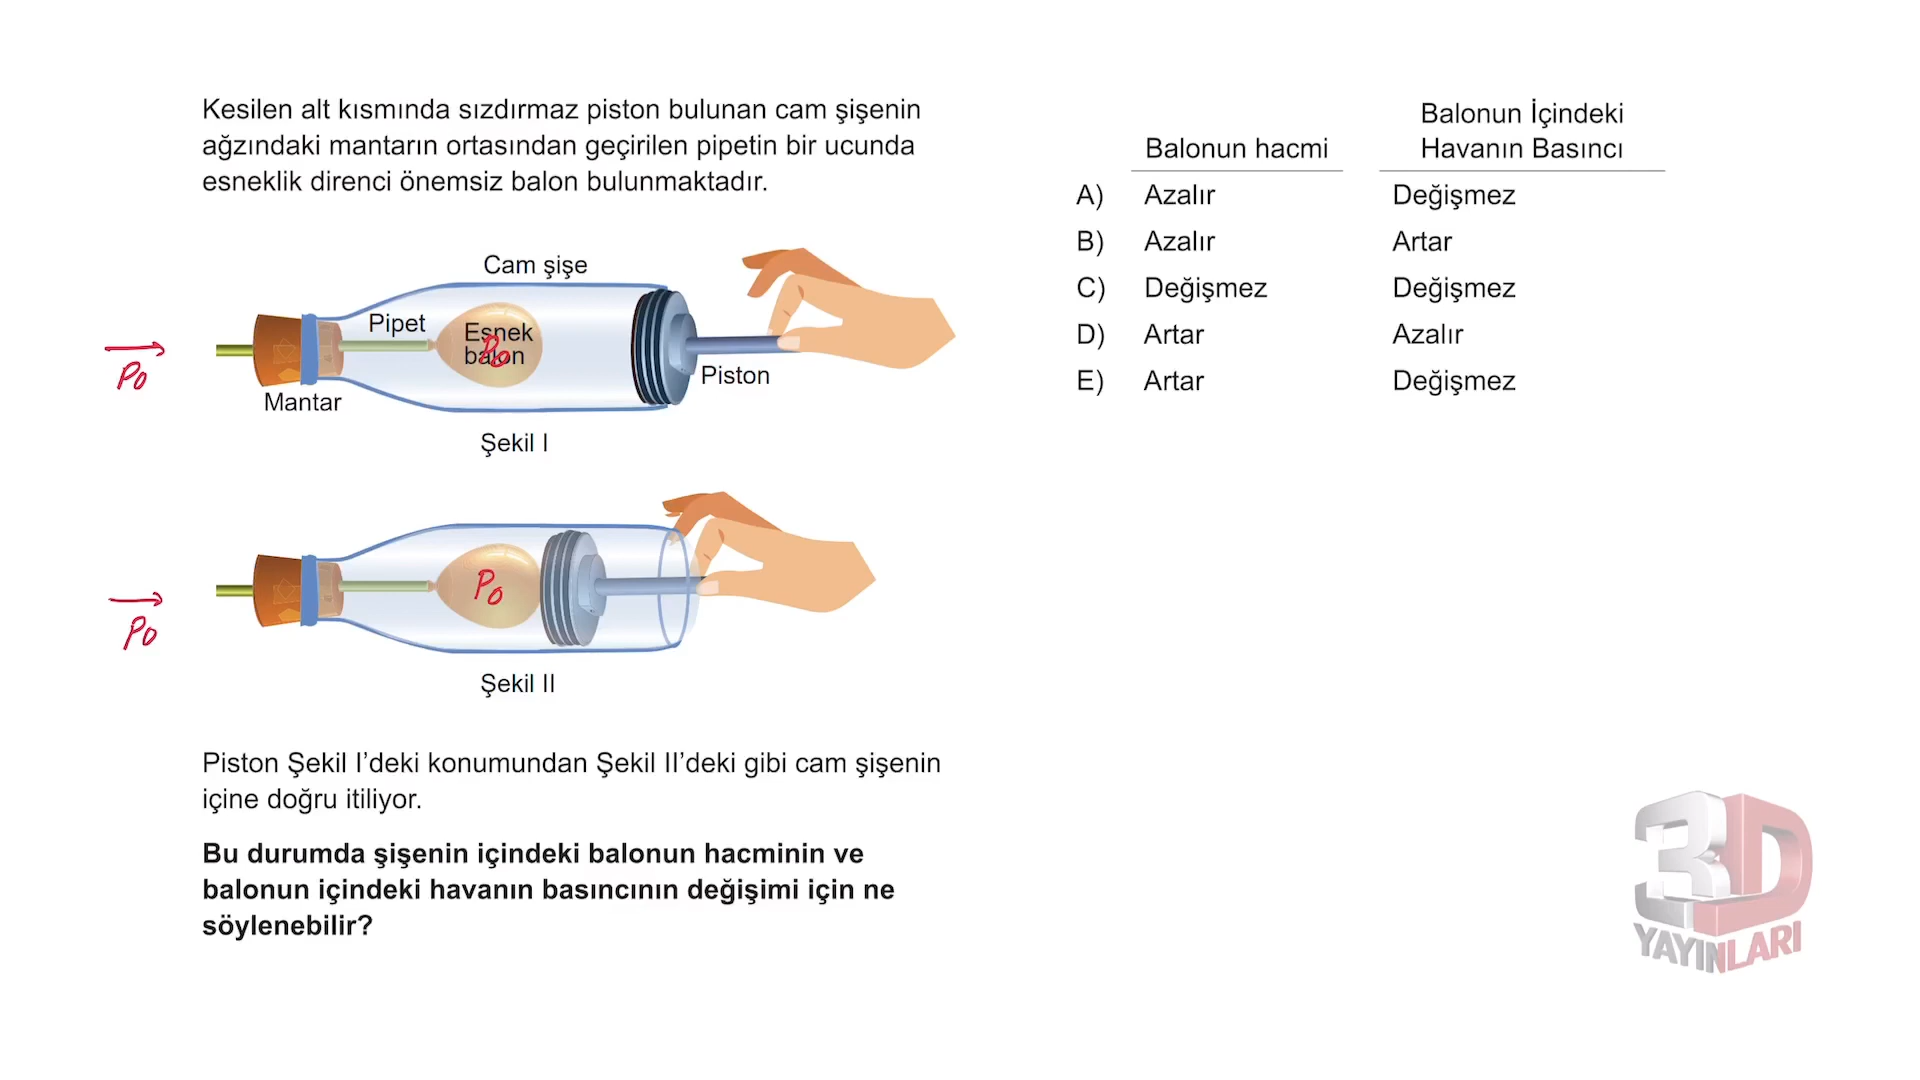 Kesilen alt kısmında sızdırmaz piston bulunan cam şişenin
ağzındaki mantarın ortasından geçirilen pipetin bir ucunda
esneklik direnci önemsiz balon bulunmaktadır.
Cam şişe
Pipet
Esnek
balon
P0
P0
Piston
Mantar
Şekil I
P0
P0
Şekil II
Piston Şekil I’deki konumundan Şekil II’deki gibi cam şişenin
içine doğru itiliyor.
Bu durumda şişenin içindeki balonun hacminin ve
balonun içindeki havanın basıncının değişimi için ne
söylenebilir?
Balonun hacmi Balonun İçindeki
Havanın Basıncı
A) Azalır Değişmez
B) Azalır Artar
C) Değişmez Değişmez
D) Artar Azalır
E) Artar Değişmez
3D
YAYINLARI